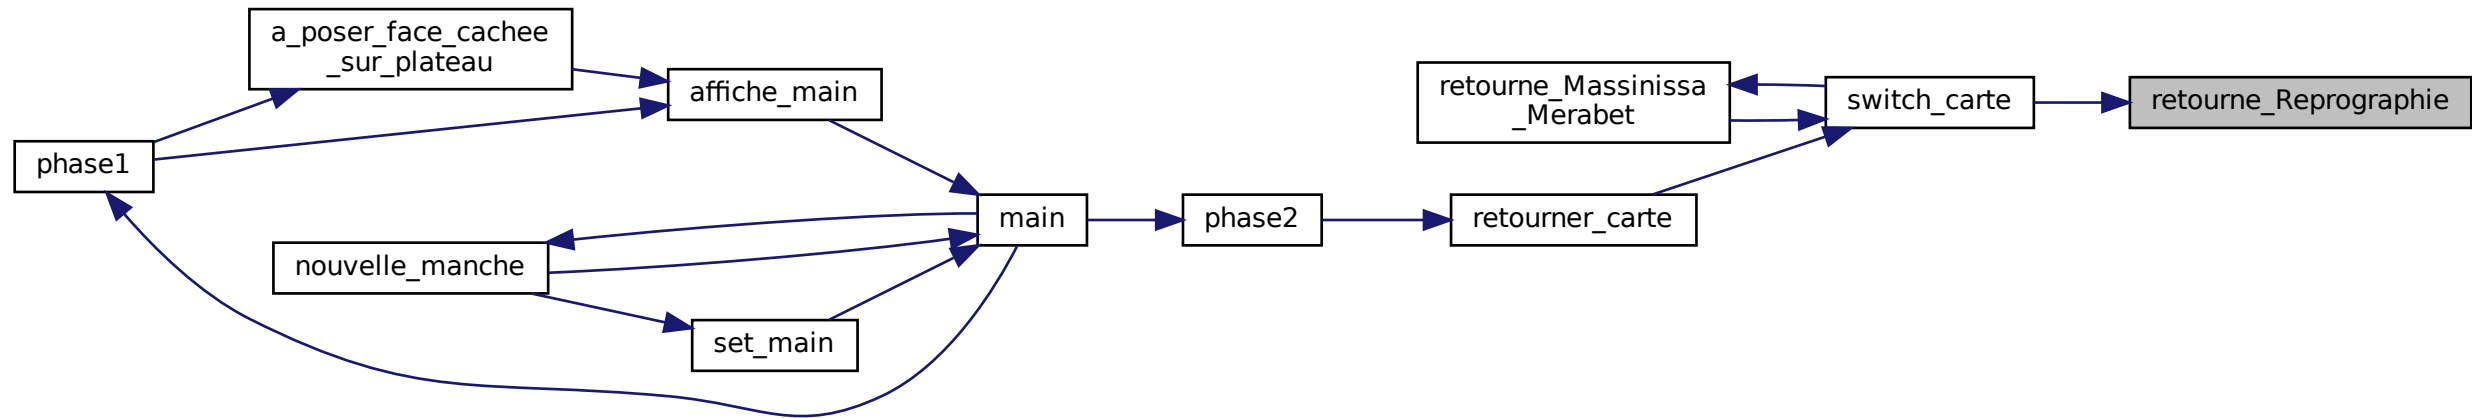 a_poser_face_cachee
_sur_plateau
affiche_main
phase1
nouvelle_manche
set_main
main
phase2
retourne_Massinissa
_Merabet
retourner_carte
switch_carte
retourne_Reprographie